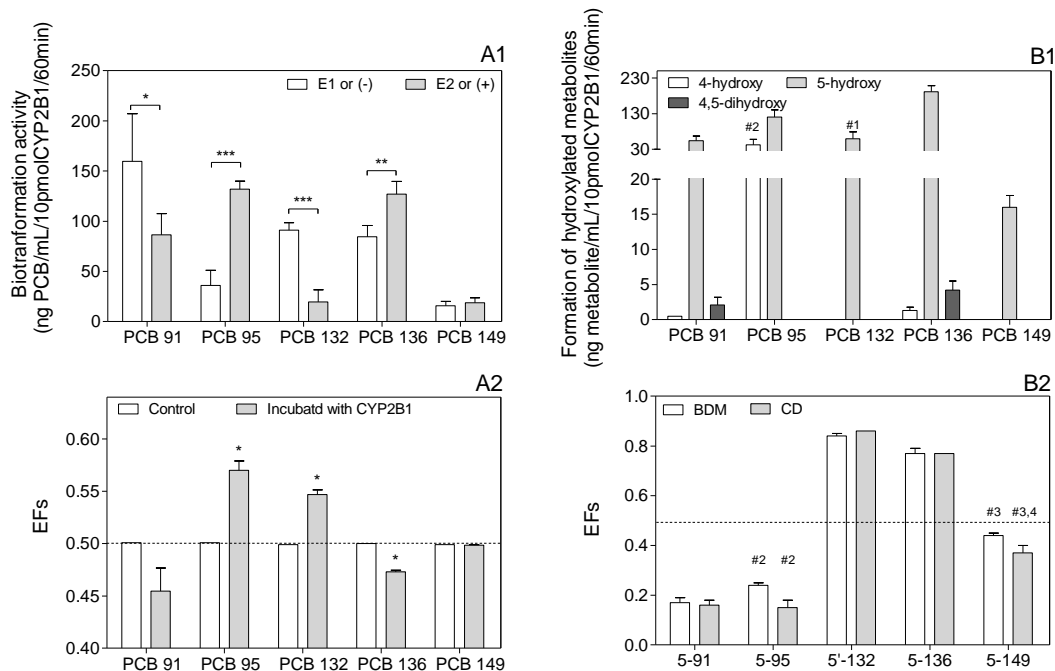 A1
Biotranformation activity
(ng PCB/mL/10pmolCYP2B1/60min)
250
200
150
100
50
0
E1 or (-)
E2 or (+)
*
***
***
**
PCB 91
PCB 95
PCB 132
PCB 136
PCB 149
B1
Formation of hydroxylated metabolites
(ng metabolite/mL/10pmolCYP2B1/60min)
230
130
30
20
15
10
5
0
4-hydroxy
5-hydroxy
4,5-dihydroxy
#2
#1
PCB 91
PCB 95
PCB 132
PCB 136
PCB 149
A2
EFs
0.60
0.55
0.50
0.45
0.40
Control
Incubatd with CYP2B1
*
*
*
PCB 91
PCB 95
PCB 132
PCB 136
PCB 149
B2
EFs
1.0
0.8
0.6
0.4
0.2
0.0
BDM
CD
#2
#2
#3
#3,4
5-91
5-95
5'-132
5-136
5-149